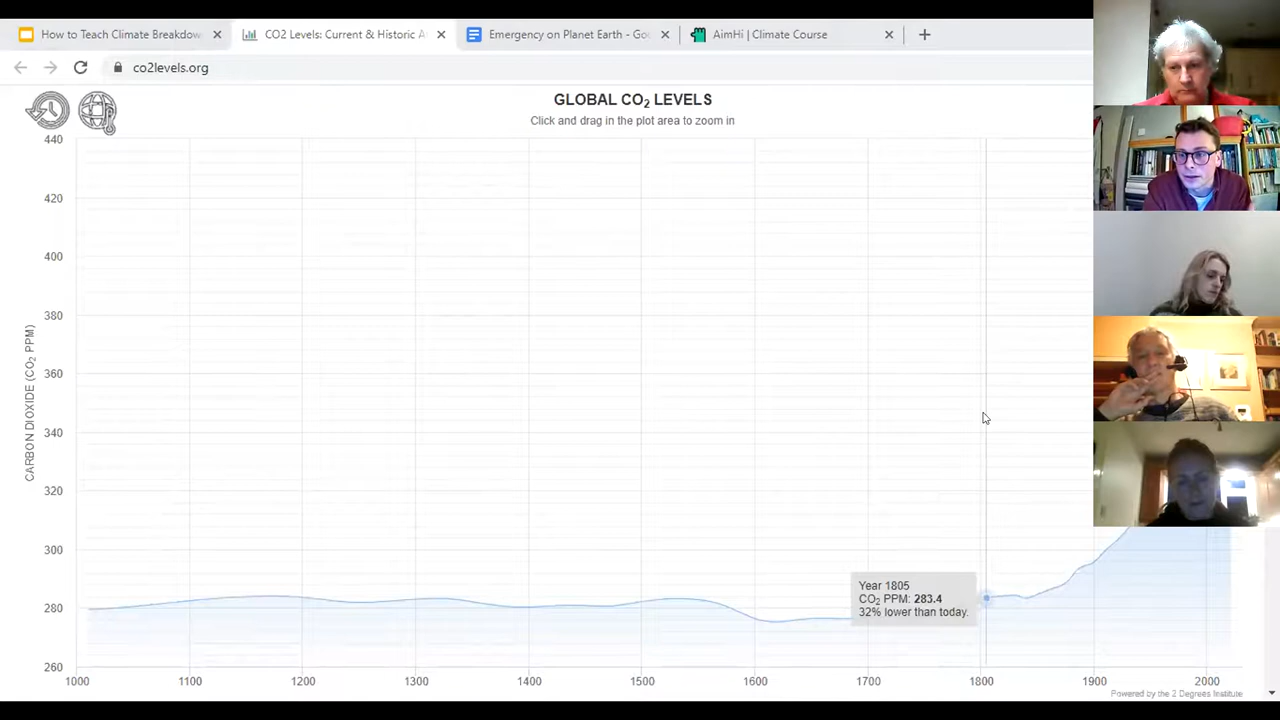 How to Teach Climate Breakdow
CO2 Levels: Current & Historic A
Emergency on Planet Earth - Goo
AimHi | Climate Course
co2levels.org
GLOBAL CO₂ LEVELS
Click and drag in the plot area to zoom in
440
420
400
380
360
340
320
300
280
260
CARBON DIOXIDE (CO₂ PPM)
Year 1805
CO₂ PPM: 283.4
32% lower than today.
1000 1100 1200 1300 1400 1500 1600 1700 1800 1900 2000
Powered by the 2 Degrees Institute